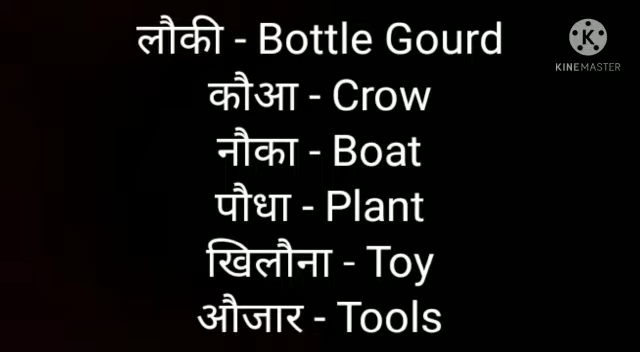 लौकी - Bottle Gourd
कौआ - Crow
नौका - Boat
पौधा - Plant
खिलौना - Toy
औजार - Tools
K
KINEMASTER